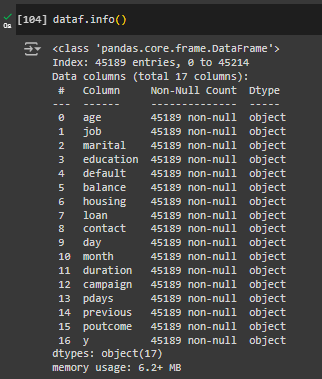 [104] dataf.info()
0s
<class 'pandas.core.frame.DataFrame'>
Index: 45189 entries, 0 to 45214
Data columns (total 17 columns):
 #   Column     Non-Null Count  Dtype
---  ------     --------------  -----
 0   age        45189 non-null  object
 1   job        45189 non-null  object
 2   marital    45189 non-null  object
 3   education  45189 non-null  object
 4   default    45189 non-null  object
 5   balance    45189 non-null  object
 6   housing    45189 non-null  object
 7   loan       45189 non-null  object
 8   contact    45189 non-null  object
 9   day        45189 non-null  object
 10  month      45189 non-null  object
 11  duration   45189 non-null  object
 12  campaign   45189 non-null  object
 13  pdays      45189 non-null  object
 14  previous   45189 non-null  object
 15  poutcome   45189 non-null  object
 16  y          45189 non-null  object
dtypes: object(17)
memory usage: 6.2+ MB